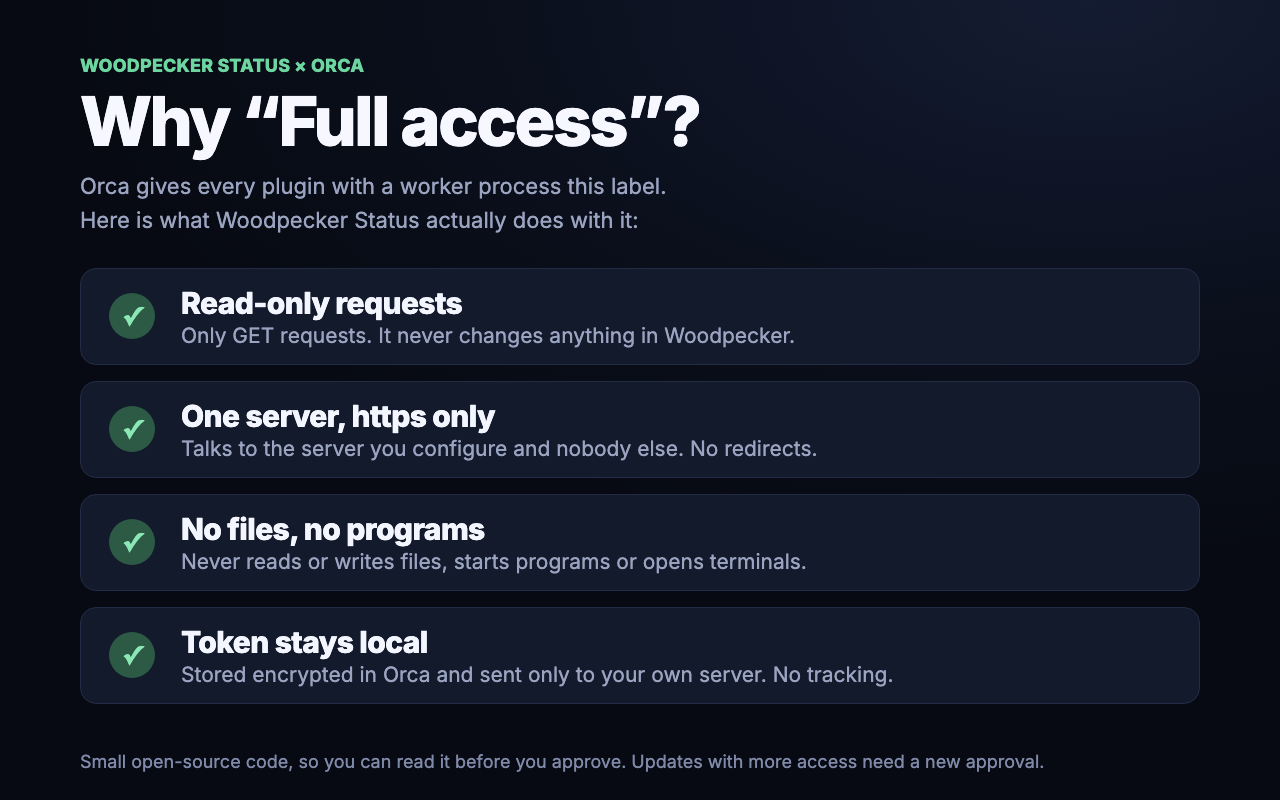 WOODPECKER STATUS × ORCA
Why “Full access”?
Orca gives every plugin with a worker process this label.
Here is what Woodpecker Status actually does with it:
Read-only requests
Only GET requests. It never changes anything in Woodpecker.
One server, https only
Talks to the server you configure and nobody else. No redirects.
No files, no programs
Never reads or writes files, starts programs or opens terminals.
Token stays local
Stored encrypted in Orca and sent only to your own server. No tracking.
Small open-source code, so you can read it before you approve. Updates with more access need a new approval.